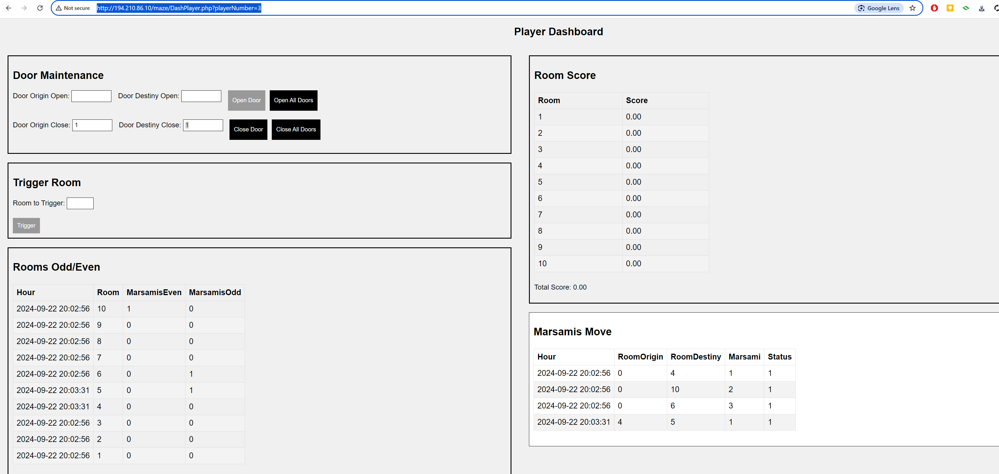 Not secure http://194.210.86.10/maze/DashPlayer.php?playerNumber=3 Google Lens
Player Dashboard
Door Maintenance
Door Origin Open: Door Destiny Open: Open Door Open All Doors
Door Origin Close: 1 Door Destiny Close: 1 Close Door Close All Doors
Trigger Room
Room to Trigger:
Trigger
Rooms Odd/Even
Hour Room MarsamisEven MarsamisOdd
2024-09-22 20:02:56 10 1 0
2024-09-22 20:02:56 9 0 0
2024-09-22 20:02:56 8 0 0
2024-09-22 20:02:56 7 0 0
2024-09-22 20:02:56 6 0 1
2024-09-22 20:03:31 5 0 1
2024-09-22 20:03:31 4 0 0
2024-09-22 20:02:56 3 0 0
2024-09-22 20:02:56 2 0 0
2024-09-22 20:02:56 1 0 0
Room Score
Room Score
1 0.00
2 0.00
3 0.00
4 0.00
5 0.00
6 0.00
7 0.00
8 0.00
9 0.00
10 0.00
Total Score: 0.00
Marsamis Move
Hour RoomOrigin RoomDestiny Marsami Status
2024-09-22 20:02:56 0 4 1 1
2024-09-22 20:02:56 0 10 2 1
2024-09-22 20:02:56 0 6 3 1
2024-09-22 20:03:31 4 5 1 1